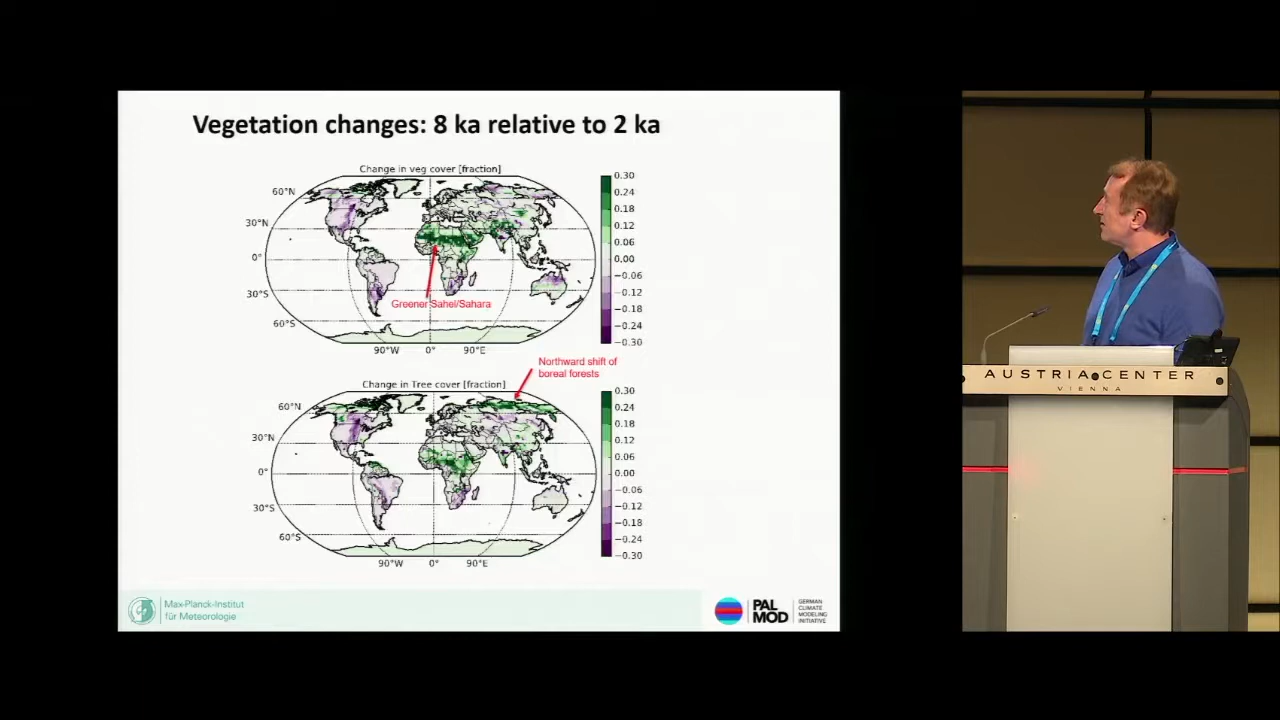 Vegetation changes: 8 ka relative to 2 ka
Change in veg cover [fraction]
60°N
30°N
0°
30°S
60°S
90°W 0° 90°E
0.30
0.24
0.18
0.12
0.06
0.00
−0.06
−0.12
−0.18
−0.24
−0.30
Greener Sahel/Sahara
Northward shift of
boreal forests
Change in Tree cover [fraction]
60°N
30°N
0°
30°S
60°S
90°W 0° 90°E
0.30
0.24
0.18
0.12
0.06
0.00
−0.06
−0.12
−0.18
−0.24
−0.30
Max-Planck-Institut
für Meteorologie
PAL
MOD
GERMAN
CLIMATE
MODELING
INITIATIVE
AUSTRIA CENTER
VIENNA